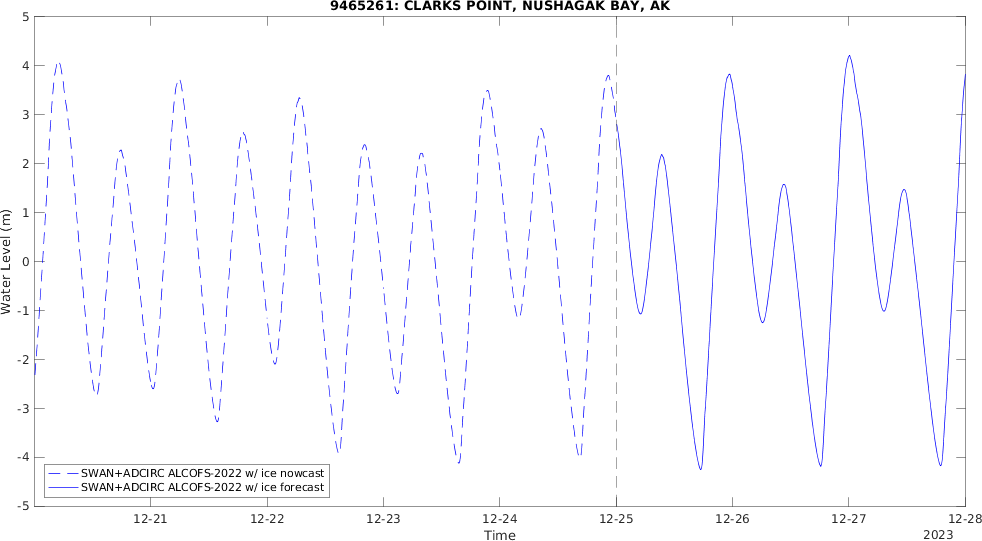 9465261: CLARKS POINT, NUSHAGAK BAY, AK
5
4
3
2
1
0
-1
-2
-3
-4
-5
Water Level (m)
SWAN+ADCIRC ALCOFS-2022 w/ ice nowcast
SWAN+ADCIRC ALCOFS-2022 w/ ice forecast
12-21 12-22 12-23 12-24 12-25 12-26 12-27 12-28
Time
2023